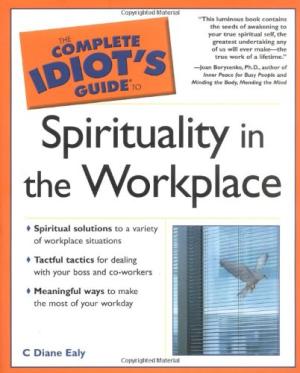 THE
COMPLETE
IDIOT'S
GUIDE® TO
"This luminous book contains
the seeds of awakening to
your true spiritual self, the
greatest undertaking any
of us will ever make—the
true work of a lifetime."
—Joan Borysenko, Ph.D., author of
Inner Peace for Busy People and
Minding the Body, Mending the Mind
Spirituality in
the Workplace
♦ Spiritual solutions to a variety
of workplace situations
♦ Tactful tactics for dealing
with your boss and co-workers
♦ Meaningful ways to make
the most of your workday
C Diane Ealy